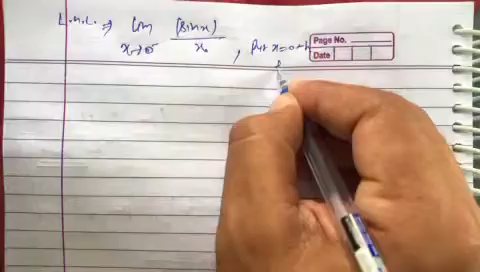 L.H.L. ⇒ lim [sinx]/x , Put x=0-h
x→0⁻
Page No.
Date